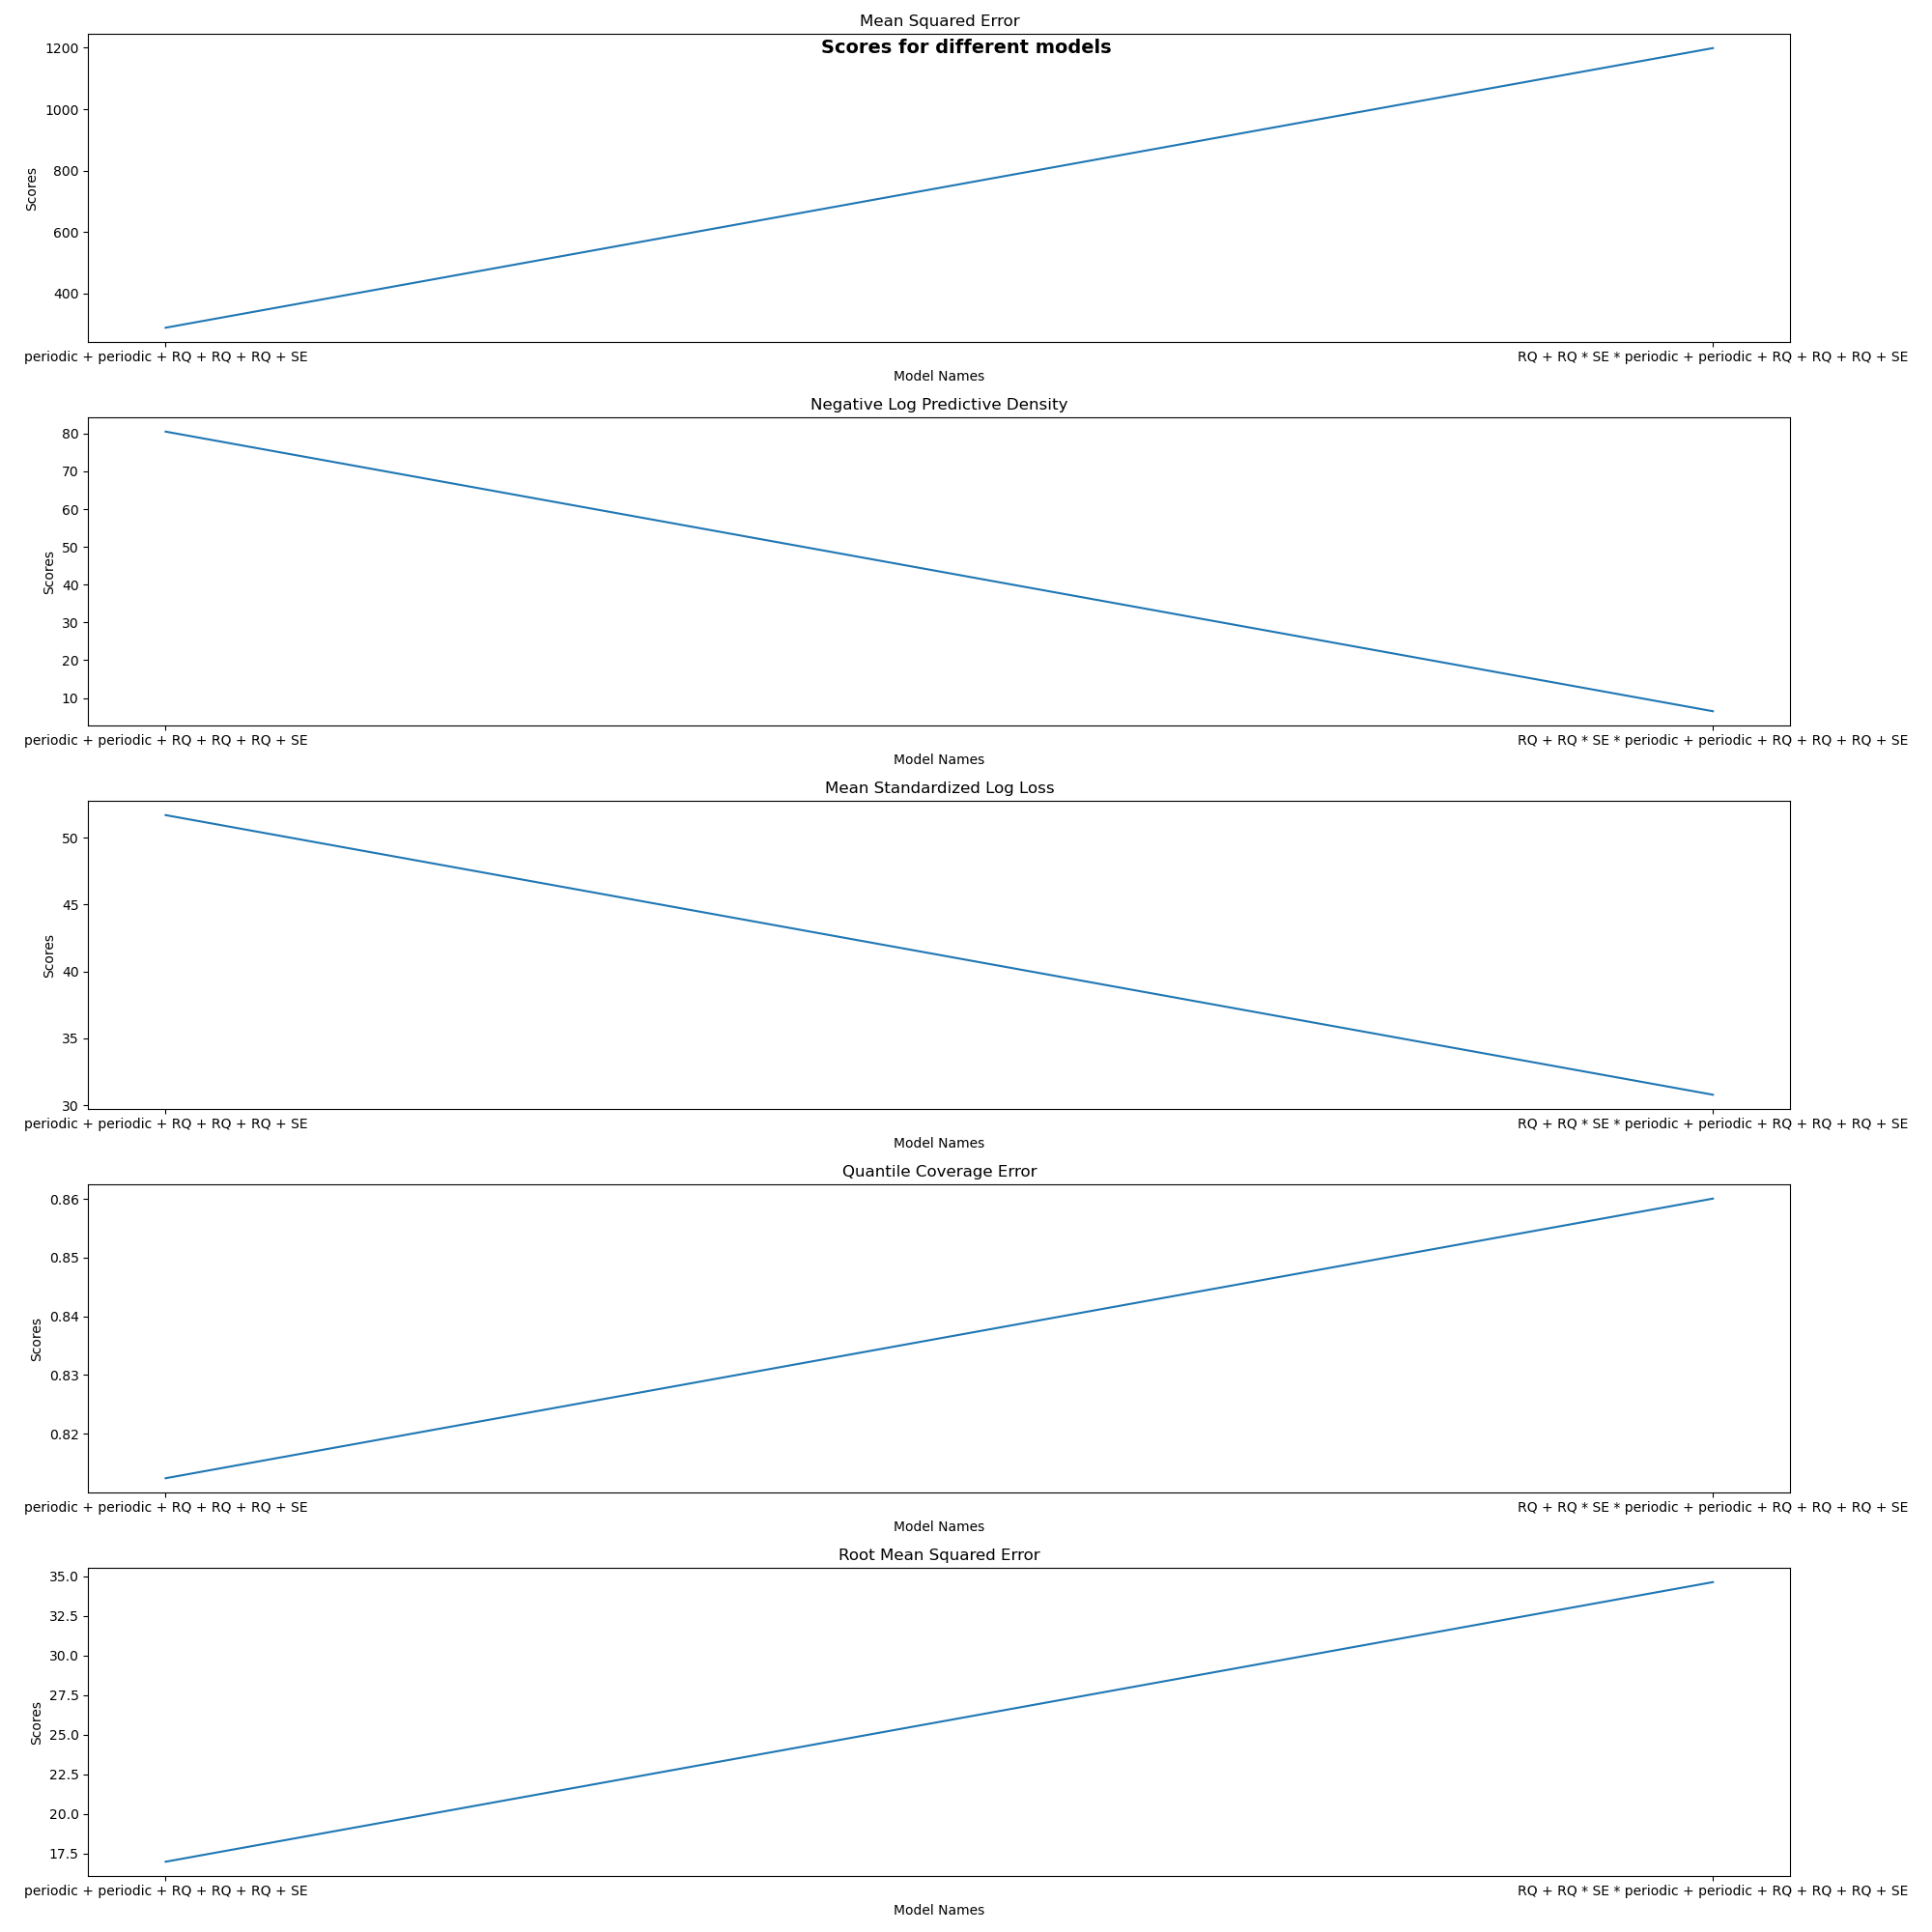 Mean Squared Error
Scores for different models
1200
1000
800
600
400
Scores
periodic + periodic + RQ + RQ + RQ + SE
RQ + RQ * SE * periodic + periodic + RQ + RQ + RQ + SE
Model Names
Negative Log Predictive Density
80
70
60
50
40
30
20
10
Scores
periodic + periodic + RQ + RQ + RQ + SE
RQ + RQ * SE * periodic + periodic + RQ + RQ + RQ + SE
Model Names
Mean Standardized Log Loss
50
45
40
35
30
Scores
periodic + periodic + RQ + RQ + RQ + SE
RQ + RQ * SE * periodic + periodic + RQ + RQ + RQ + SE
Model Names
Quantile Coverage Error
0.86
0.85
0.84
0.83
0.82
Scores
periodic + periodic + RQ + RQ + RQ + SE
RQ + RQ * SE * periodic + periodic + RQ + RQ + RQ + SE
Model Names
Root Mean Squared Error
35.0
32.5
30.0
27.5
25.0
22.5
20.0
17.5
Scores
periodic + periodic + RQ + RQ + RQ + SE
RQ + RQ * SE * periodic + periodic + RQ + RQ + RQ + SE
Model Names